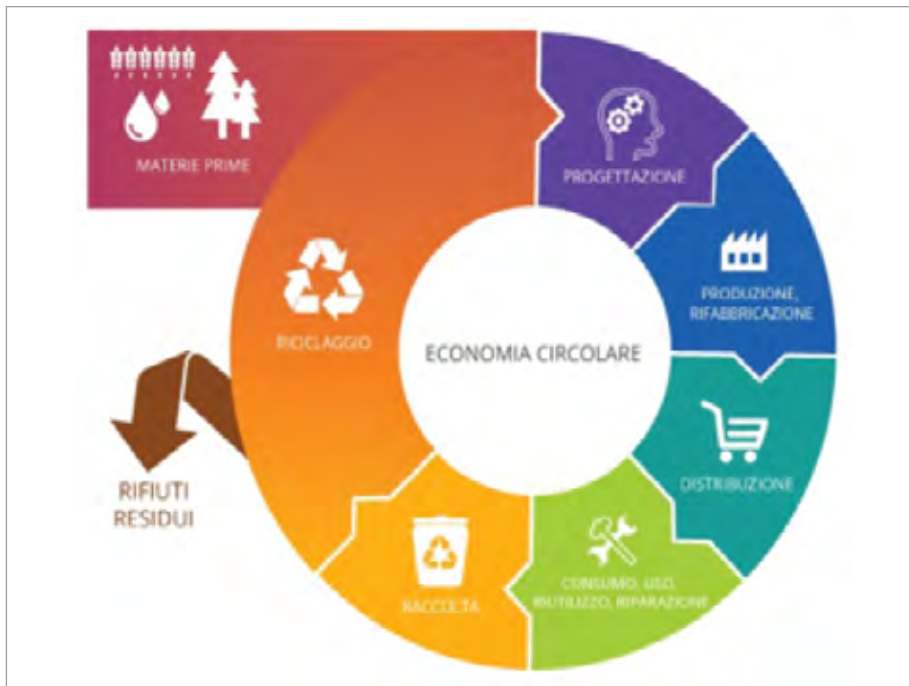 MATERIE PRIME
PROGETTAZIONE
PRODUZIONE,
RIFABBRICAZIONE
ECONOMIA CIRCOLARE
RICICLAGGIO
DISTRIBUZIONE
RIFIUTI
RESIDUI
CONSUMO, USO,
RIUTILIZZO, RIPARAZIONE
RACCOLTA